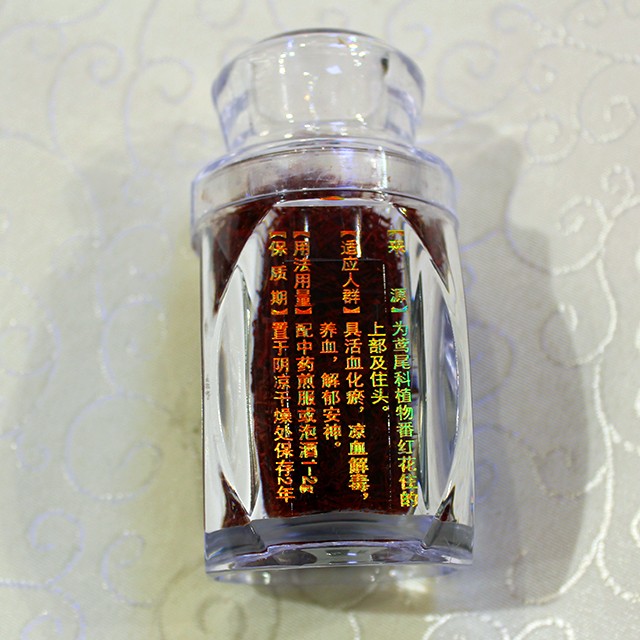 【来 源】为鸢尾科植物番红花住的
上部及住头。
【适应人群】具活血化瘀，凉血解毒，
养血，解郁安神。
【用法用量】配中药煎服或泡酒1-2g
【保 质 期】置于阴凉干燥处保存2年